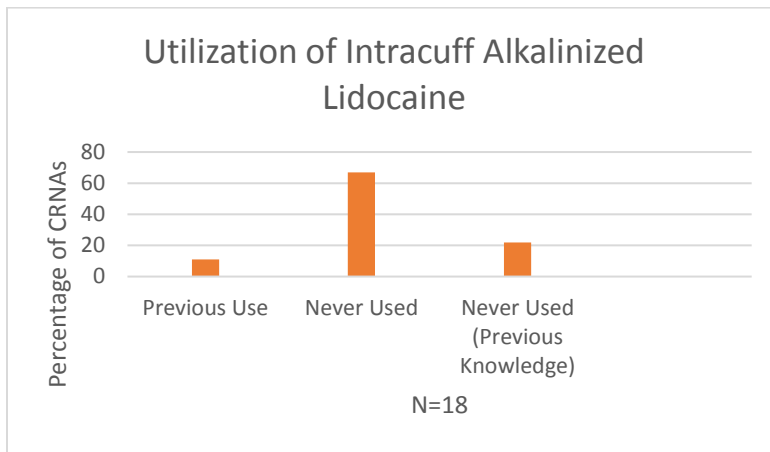 Utilization of Intracuff Alkalinized
Lidocaine
Percentage of CRNAs
80
60
40
20
0
Previous Use
Never Used
Never Used
(Previous
Knowledge)
N=18